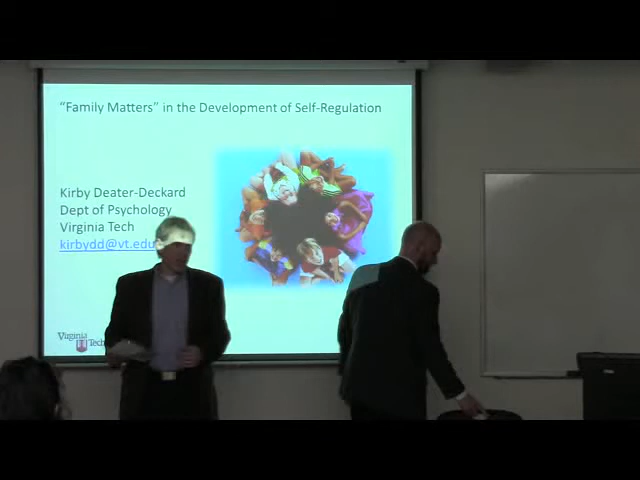 “Family Matters” in the Development of Self-Regulation
Kirby Deater-Deckard
Dept of Psychology
Virginia Tech
kirbydd@vt.edu
Virginia
Tech